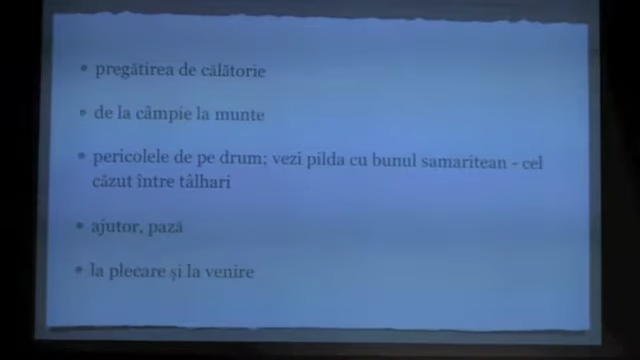 • pregătirea de călătorie
• de la câmpie la munte
• pericolele de pe drum; vezi pilda cu bunul samaritean - cel
căzut între tâlhari
• ajutor, pază
• la plecare și la venire